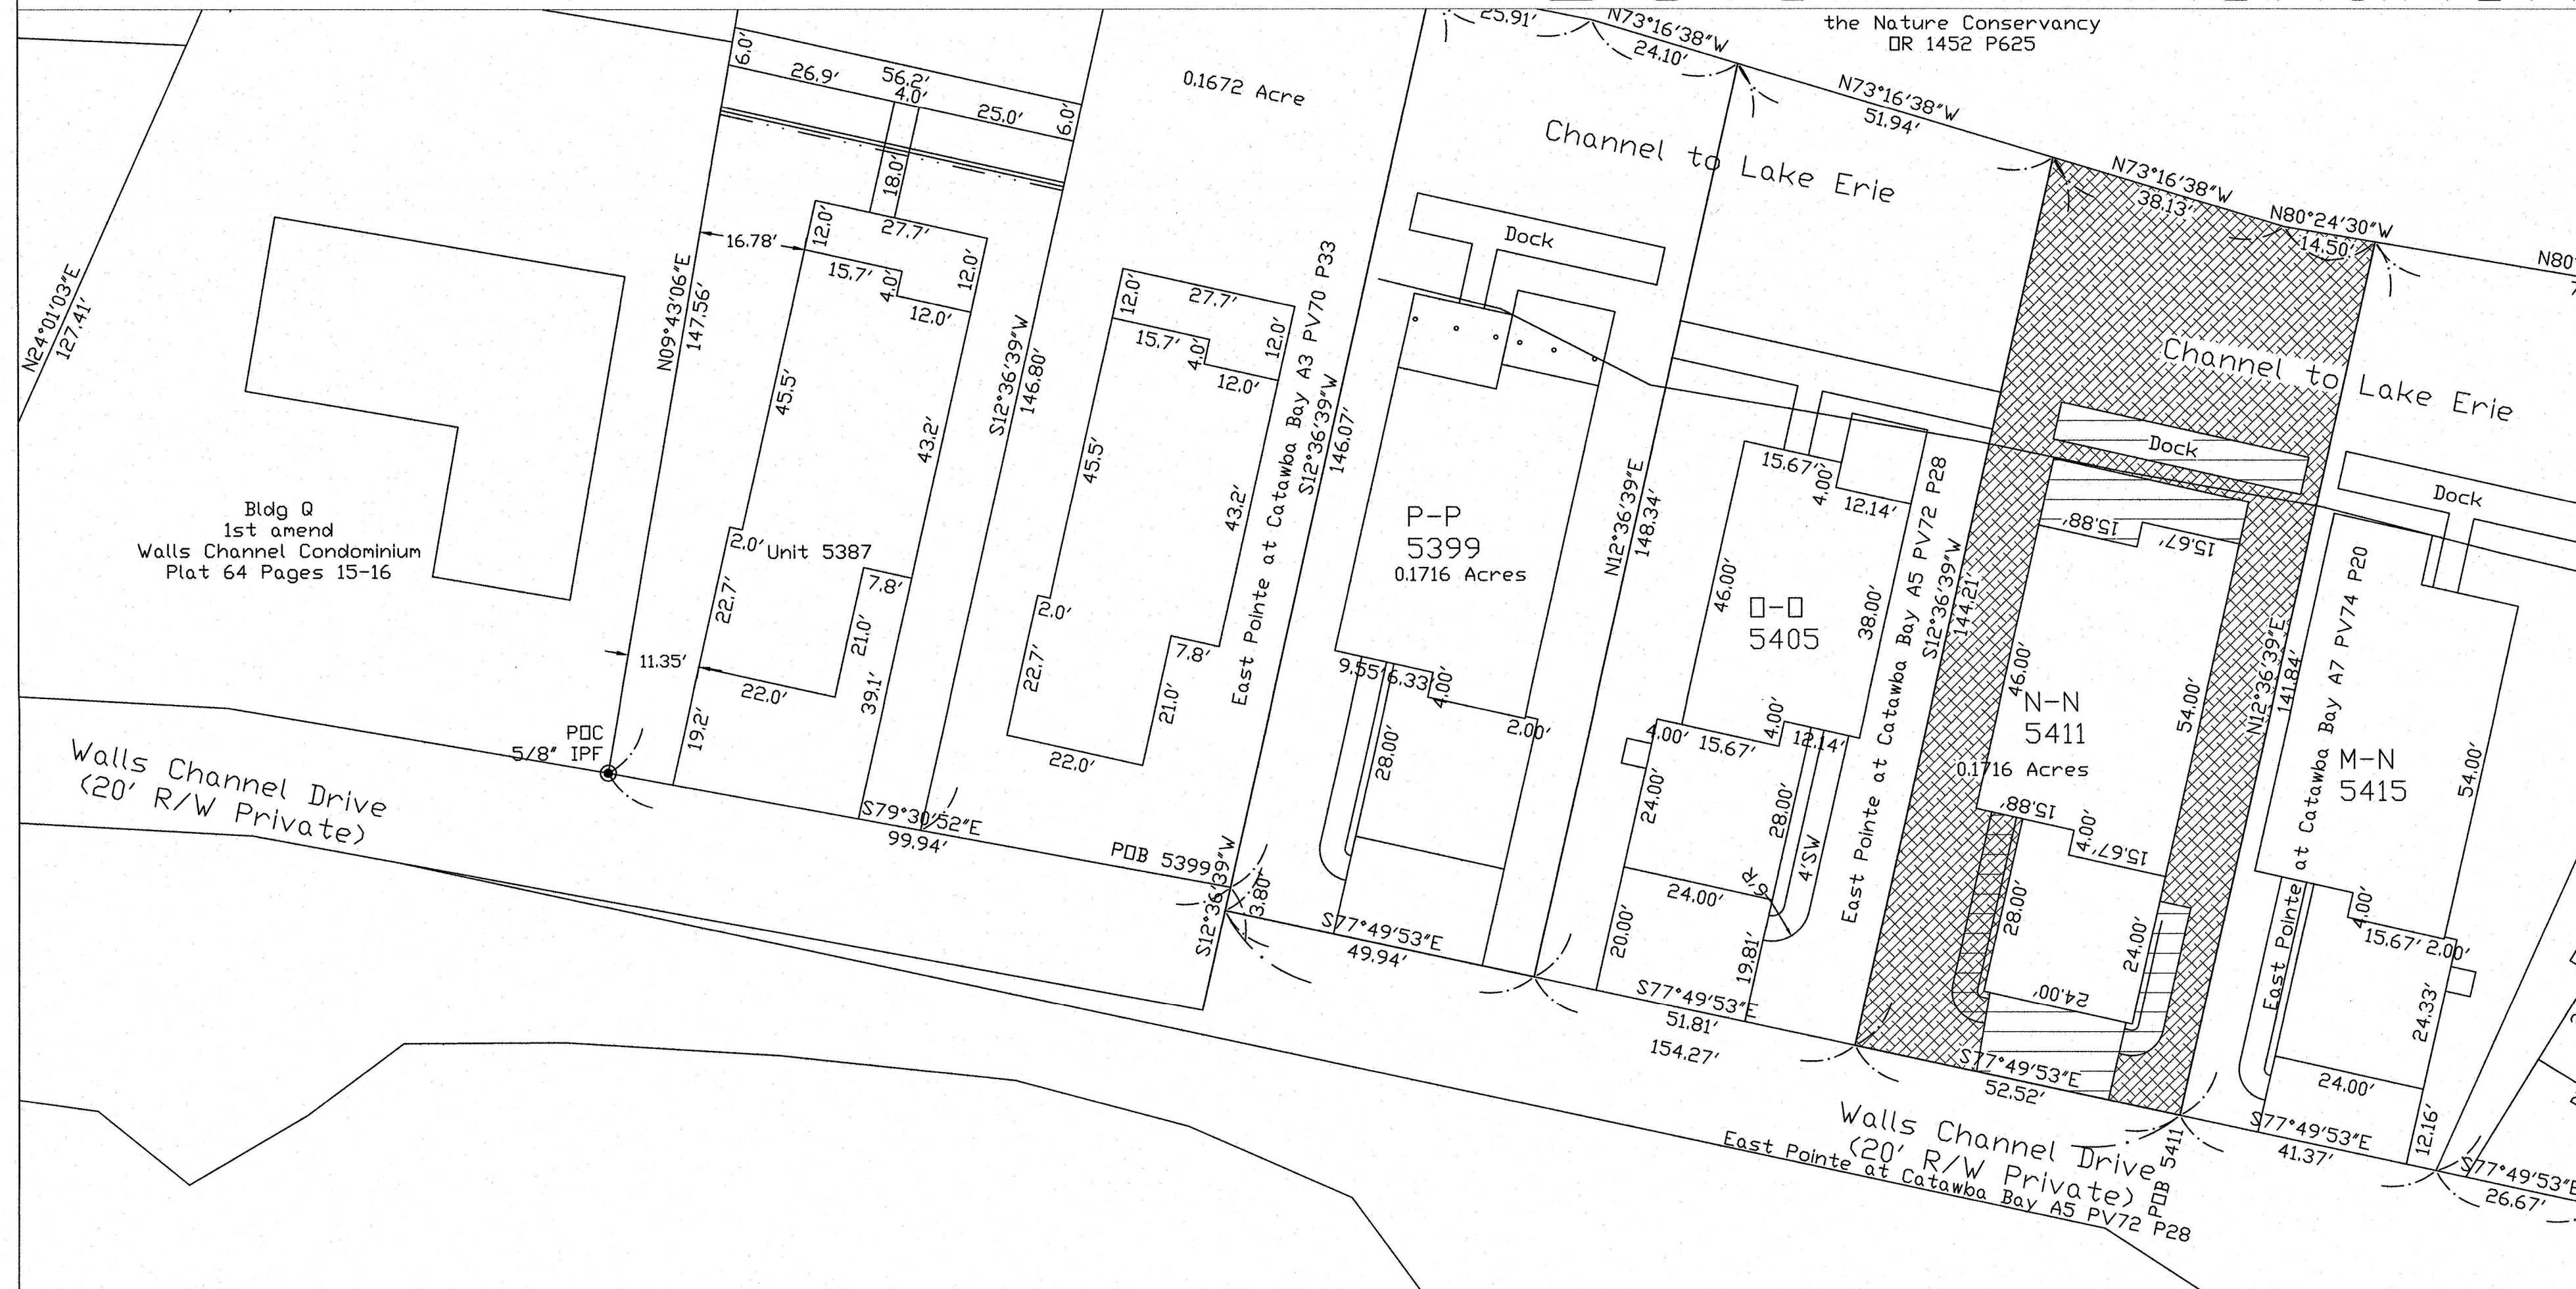 the Nature Conservancy
OR 1452 P625
25.91'
N73°16'38"W
24.10'
N73°16'38"W
51.94'
N73°16'38"W
38.13'
N80°24'30"W
14.50'
N80°
6.0'
26.9'
56.2'
4.0'
25.0'
6.0'
18.0'
0.1672 Acre
Channel to Lake Erie
Channel to Lake Erie
N24°01'03"E
127.41'
Bldg Q
1st amend
Walls Channel Condominium
Plat 64 Pages 15-16
N09°43'06"E
147.56'
16.78'
12.0'
27.7'
12.0'
15.7'
4.0'
12.0'
45.5'
43.2'
2.0'
Unit 5387
22.7'
7.8'
21.0'
11.35'
22.0'
39.1'
19.2'
S12°36'39"W
146.80'
12.0'
27.7'
12.0'
15.7'
4.0'
12.0'
45.5'
43.2'
2.0'
22.7'
7.8'
21.0'
22.0'
East Pointe at Catawba Bay A3 PV70 P33
S12°36'39"W
146.07'
Dock
P-P
5399
0.1716 Acres
9.55'
6.33'
4.00'
2.00'
28.00'
N12°36'39"E
148.34'
15.67'
4.00'
12.14'
46.00'
38.00'
O-O
5405
4.00'
15.67'
4.00'
12.14'
24.00'
28.00'
4'SW
24.00'
20.00'
19.81'
East Pointe at Catawba Bay A5 PV72 P28
S12°36'39"W
144.21'
Dock
15.88'
15.67'
46.00'
54.00'
N-N
5411
0.1716 Acres
15.88'
4.00'
15.67'
28.00'
24.00'
24.00'
N12°36'39"E
141.84'
East Pointe at Catawba Bay A7 PV74 P20
Dock
M-N
5415
54.00'
4.00'
15.67'
2.00'
24.33'
24.00'
12.16'
Walls Channel Drive
(20' R/W Private)
POC
5/8" IPF
S79°30'52"E
99.94'
POB 5399
S12°36'39"W
3.80'
S77°49'53"E
49.94'
S77°49'53"E
51.81'
154.27'
S77°49'53"E
52.52'
S77°49'53"E
41.37'
S77°49'53"E
26.67'
Walls Channel Drive
(20' R/W Private)
POB 5411
East Pointe at Catawba Bay A5 PV72 P28